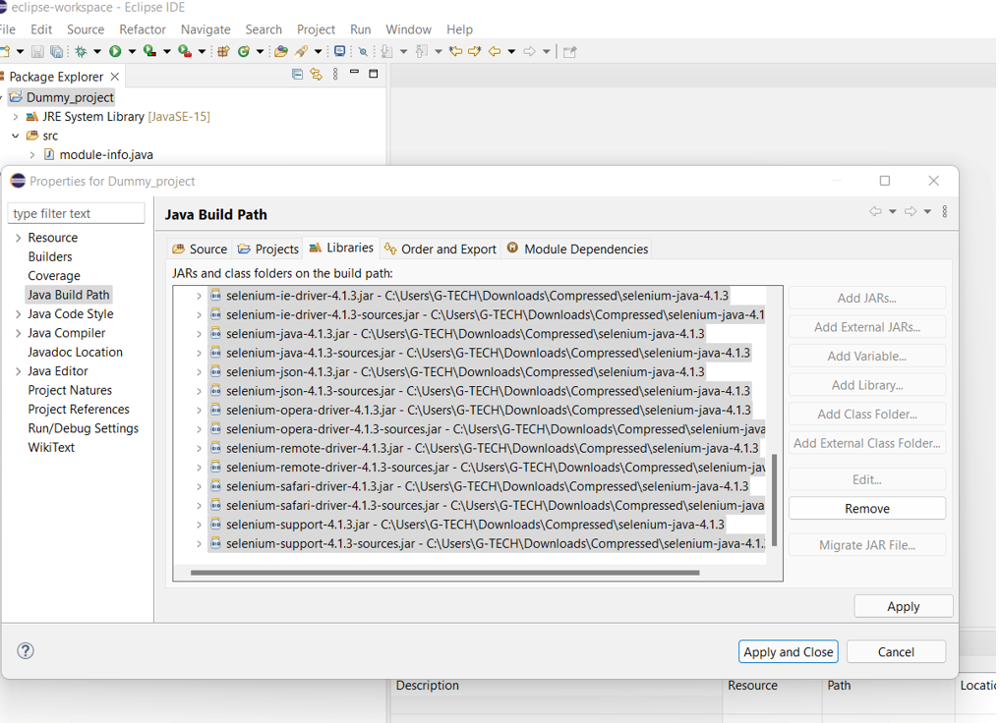 eclipse-workspace - Eclipse IDE
File Edit Source Refactor Navigate Search Project Run Window Help
Package Explorer
Dummy_project
JRE System Library [JavaSE-15]
src
module-info.java
Properties for Dummy_project
type filter text
Resource
Builders
Coverage
Java Build Path
Java Code Style
Java Compiler
Javadoc Location
Java Editor
Project Natures
Project References
Run/Debug Settings
WikiText
Java Build Path
Source Projects Libraries Order and Export Module Dependencies
JARs and class folders on the build path:
selenium-ie-driver-4.1.3.jar - C:\Users\G-TECH\Downloads\Compressed\selenium-java-4.1.3
selenium-ie-driver-4.1.3-sources.jar - C:\Users\G-TECH\Downloads\Compressed\selenium-java-4.1
selenium-java-4.1.3.jar - C:\Users\G-TECH\Downloads\Compressed\selenium-java-4.1.3
selenium-java-4.1.3-sources.jar - C:\Users\G-TECH\Downloads\Compressed\selenium-java-4.1.3
selenium-json-4.1.3.jar - C:\Users\G-TECH\Downloads\Compressed\selenium-java-4.1.3
selenium-json-4.1.3-sources.jar - C:\Users\G-TECH\Downloads\Compressed\selenium-java-4.1.3
selenium-opera-driver-4.1.3.jar - C:\Users\G-TECH\Downloads\Compressed\selenium-java-4.1.3
selenium-opera-driver-4.1.3-sources.jar - C:\Users\G-TECH\Downloads\Compressed\selenium-java
selenium-remote-driver-4.1.3.jar - C:\Users\G-TECH\Downloads\Compressed\selenium-java-4.1.3
selenium-remote-driver-4.1.3-sources.jar - C:\Users\G-TECH\Downloads\Compressed\selenium-jav
selenium-safari-driver-4.1.3.jar - C:\Users\G-TECH\Downloads\Compressed\selenium-java-4.1.3
selenium-safari-driver-4.1.3-sources.jar - C:\Users\G-TECH\Downloads\Compressed\selenium-java
selenium-support-4.1.3.jar - C:\Users\G-TECH\Downloads\Compressed\selenium-java-4.1.3
selenium-support-4.1.3-sources.jar - C:\Users\G-TECH\Downloads\Compressed\selenium-java-4.1.
Add JARs...
Add External JARs...
Add Variable...
Add Library...
Add Class Folder...
Add External Class Folder...
Edit...
Remove
Migrate JAR File...
Apply
Apply and Close Cancel
Description Resource Path Locatio